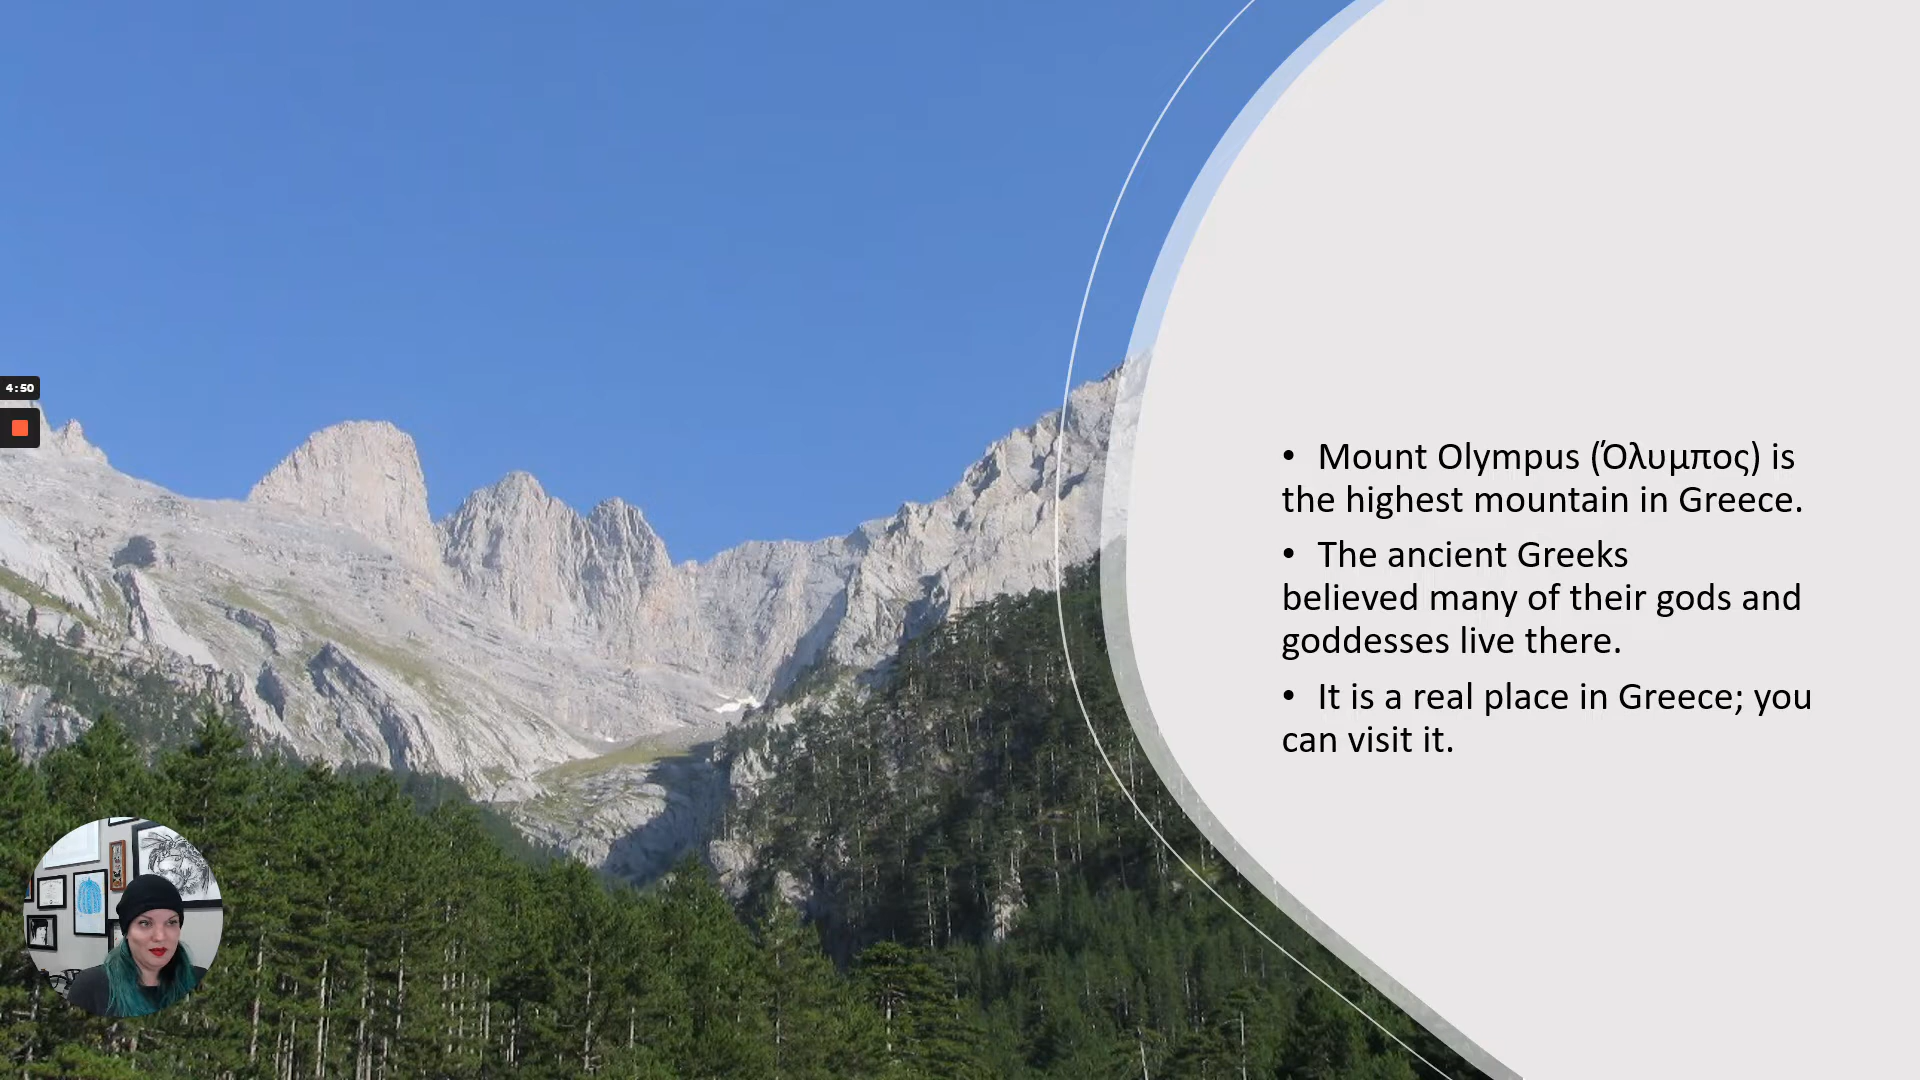 4:50
• Mount Olympus (Όλυμπος) is
the highest mountain in Greece.
• The ancient Greeks
believed many of their gods and
goddesses live there.
• It is a real place in Greece; you
can visit it.